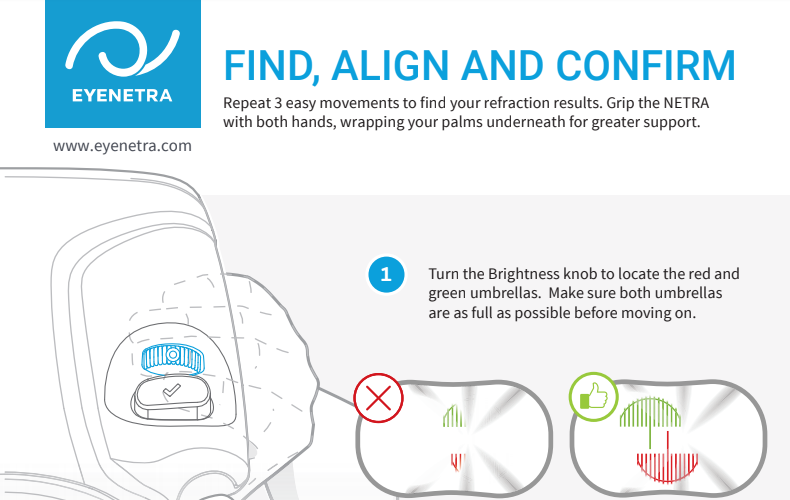 EYENETRA
www.eyenetra.com
FIND, ALIGN AND CONFIRM
Repeat 3 easy movements to find your refraction results. Grip the NETRA
with both hands, wrapping your palms underneath for greater support.
1
Turn the Brightness knob to locate the red and
green umbrellas. Make sure both umbrellas
are as full as possible before moving on.